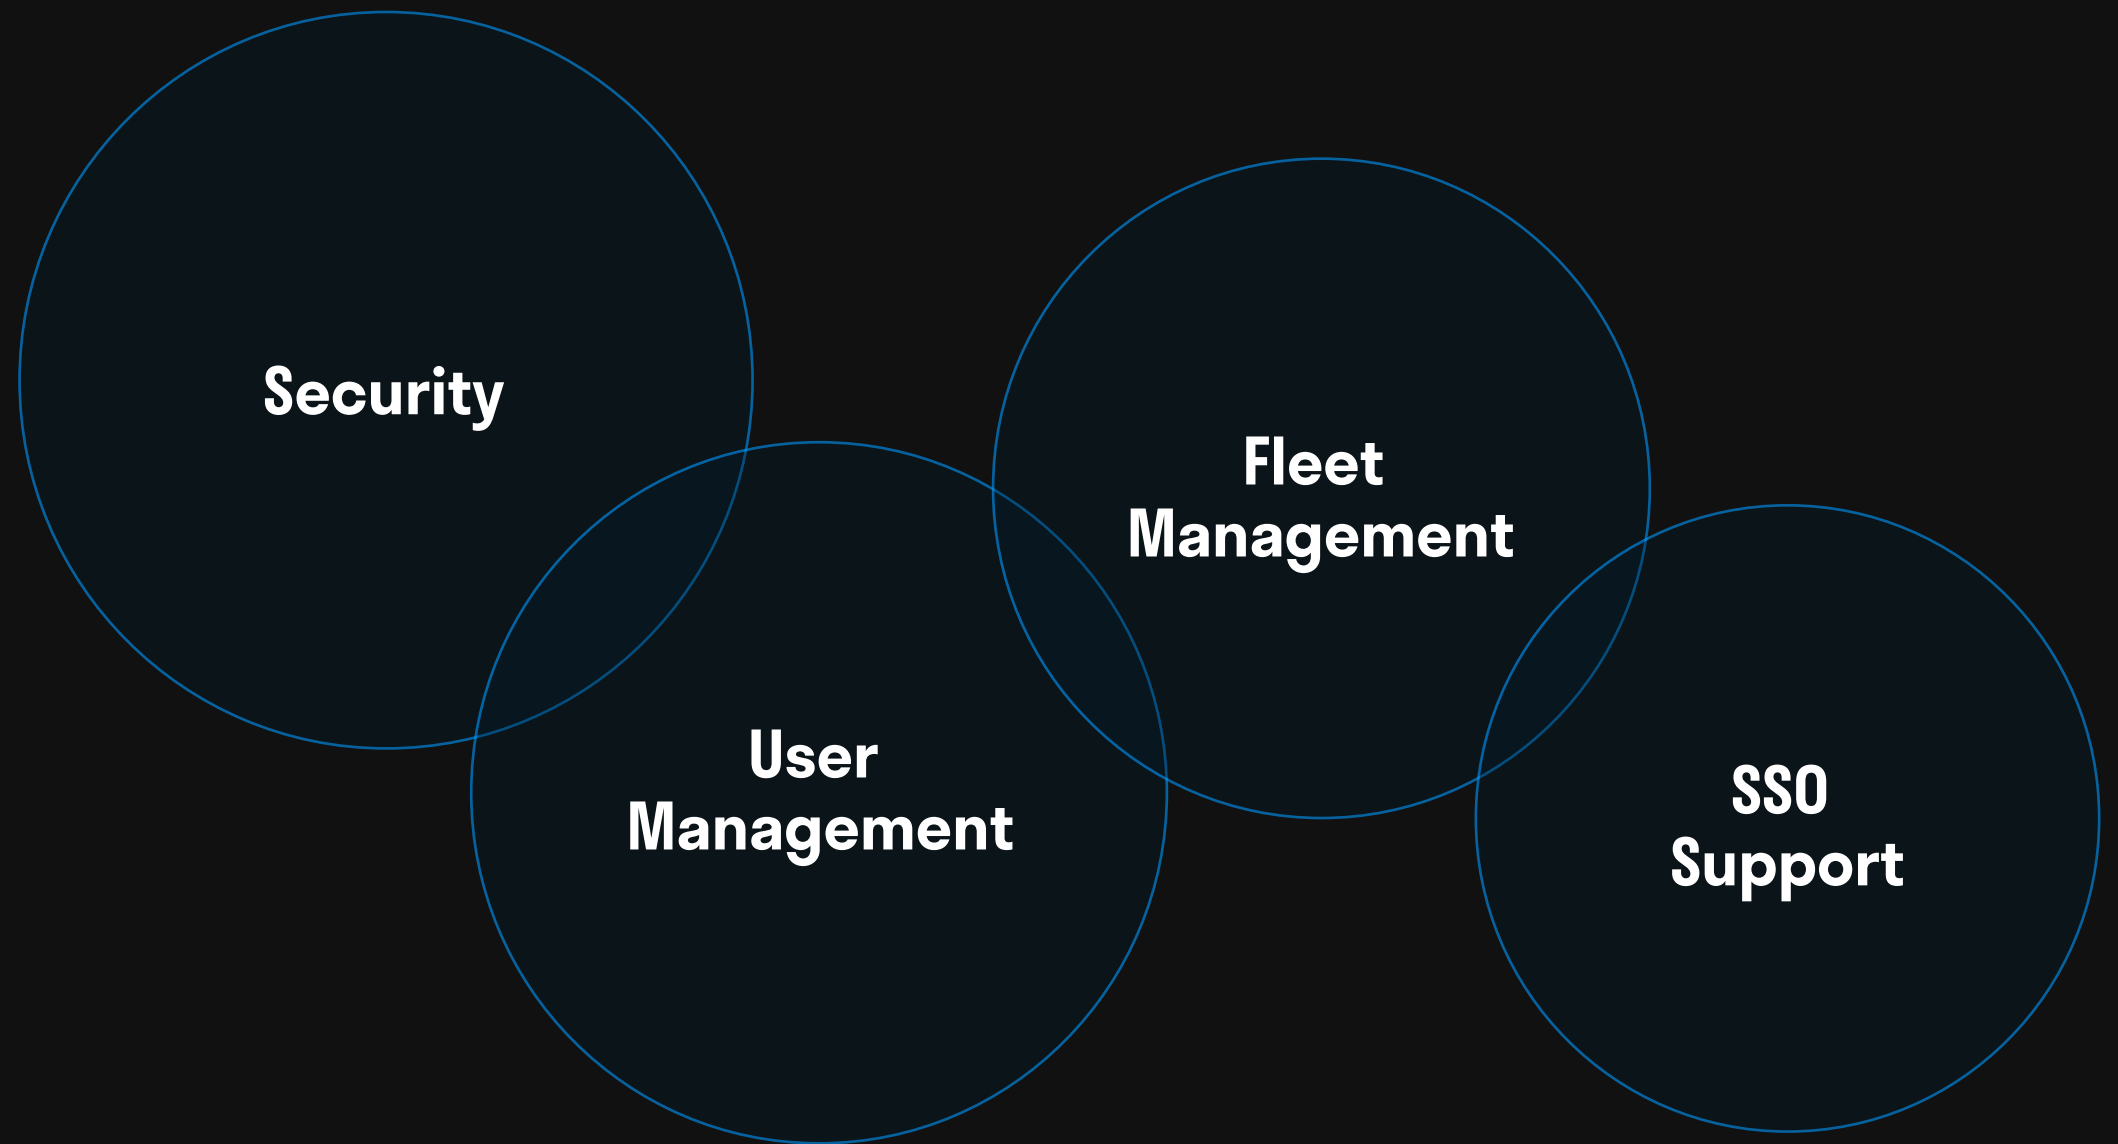 Security
Fleet
Management
User
Management
SSO
Support